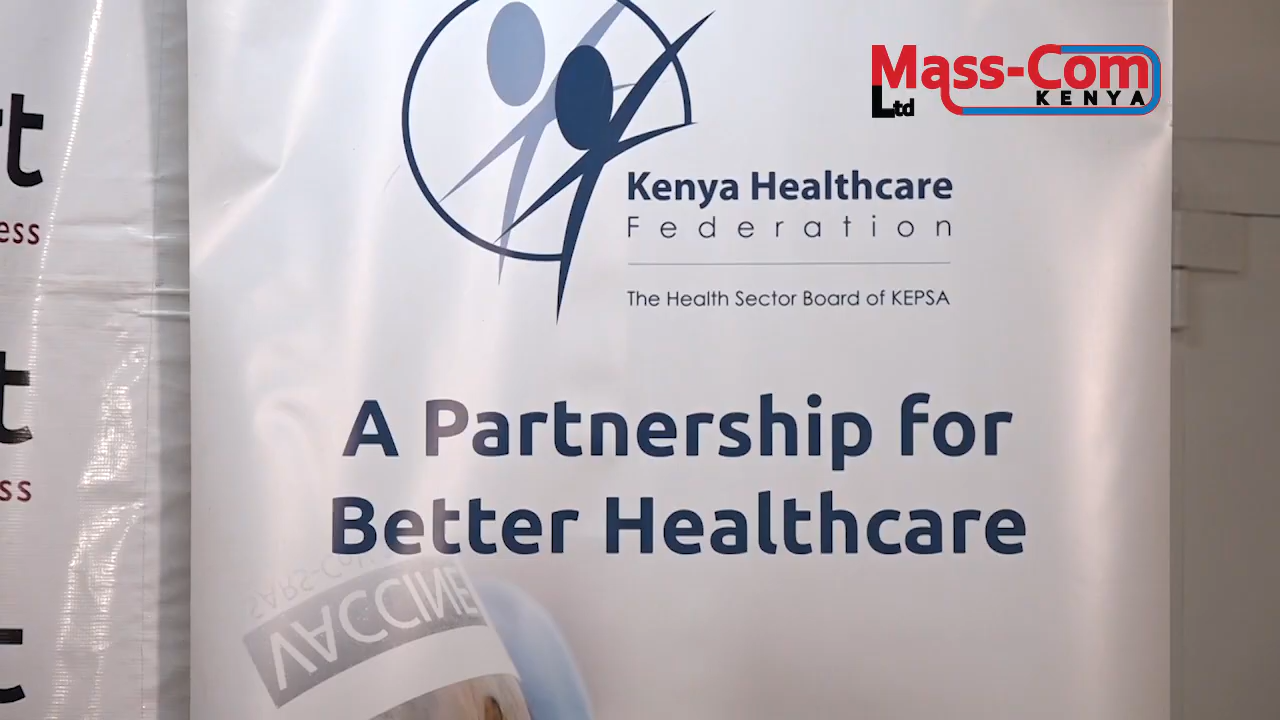 Mass-Com
Ltd KENYA
Kenya Healthcare
Federation
The Health Sector Board of KEPSA
A Partnership for
Better Healthcare
VACCINE